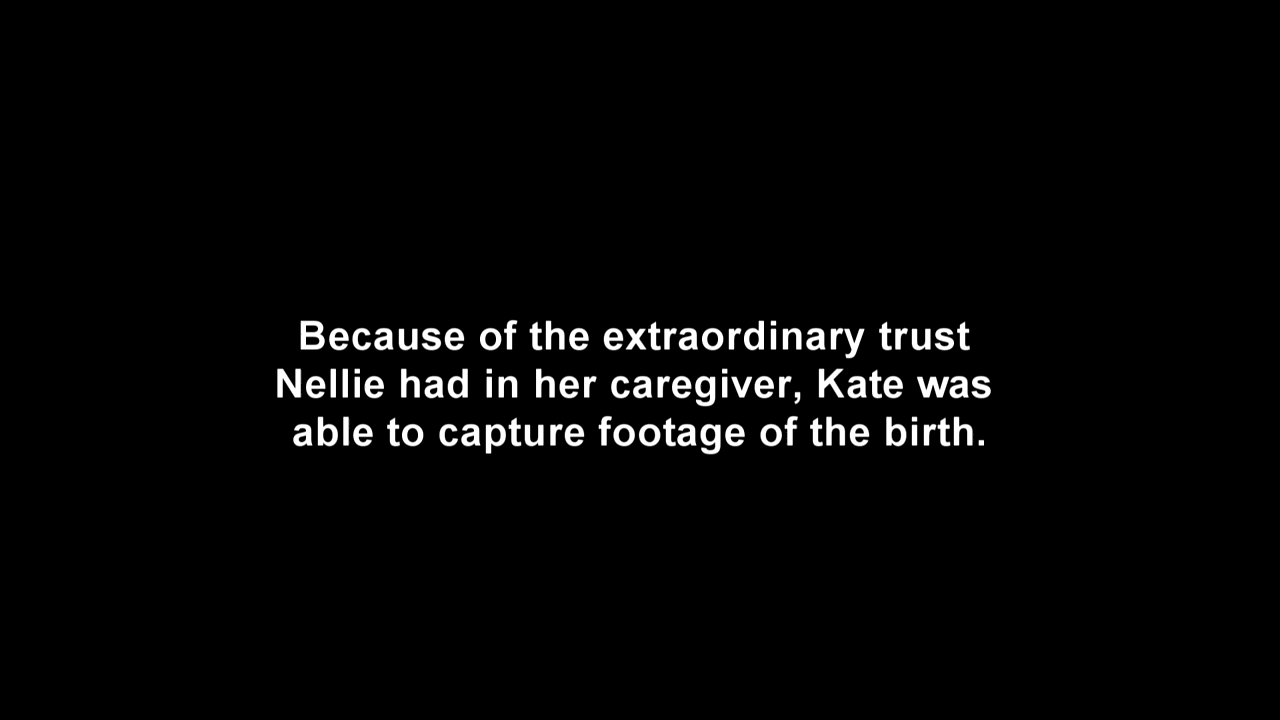 Because of the extraordinary trust
Nellie had in her caregiver, Kate was
able to capture footage of the birth.